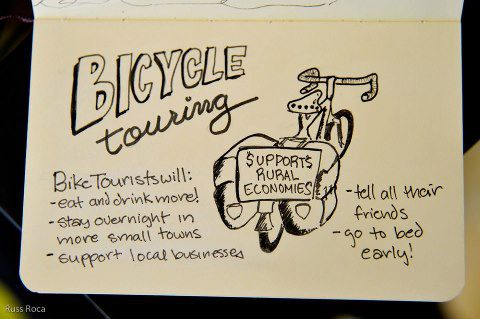 BICYCLE
touring
Bike Tourists will:
- eat and drink more!
- stay overnight in
more small towns
- support local businesses
$UPPORT$
RURAL
ECONOMIES
- tell all their
friends
- go to bed
early!
Russ Roca